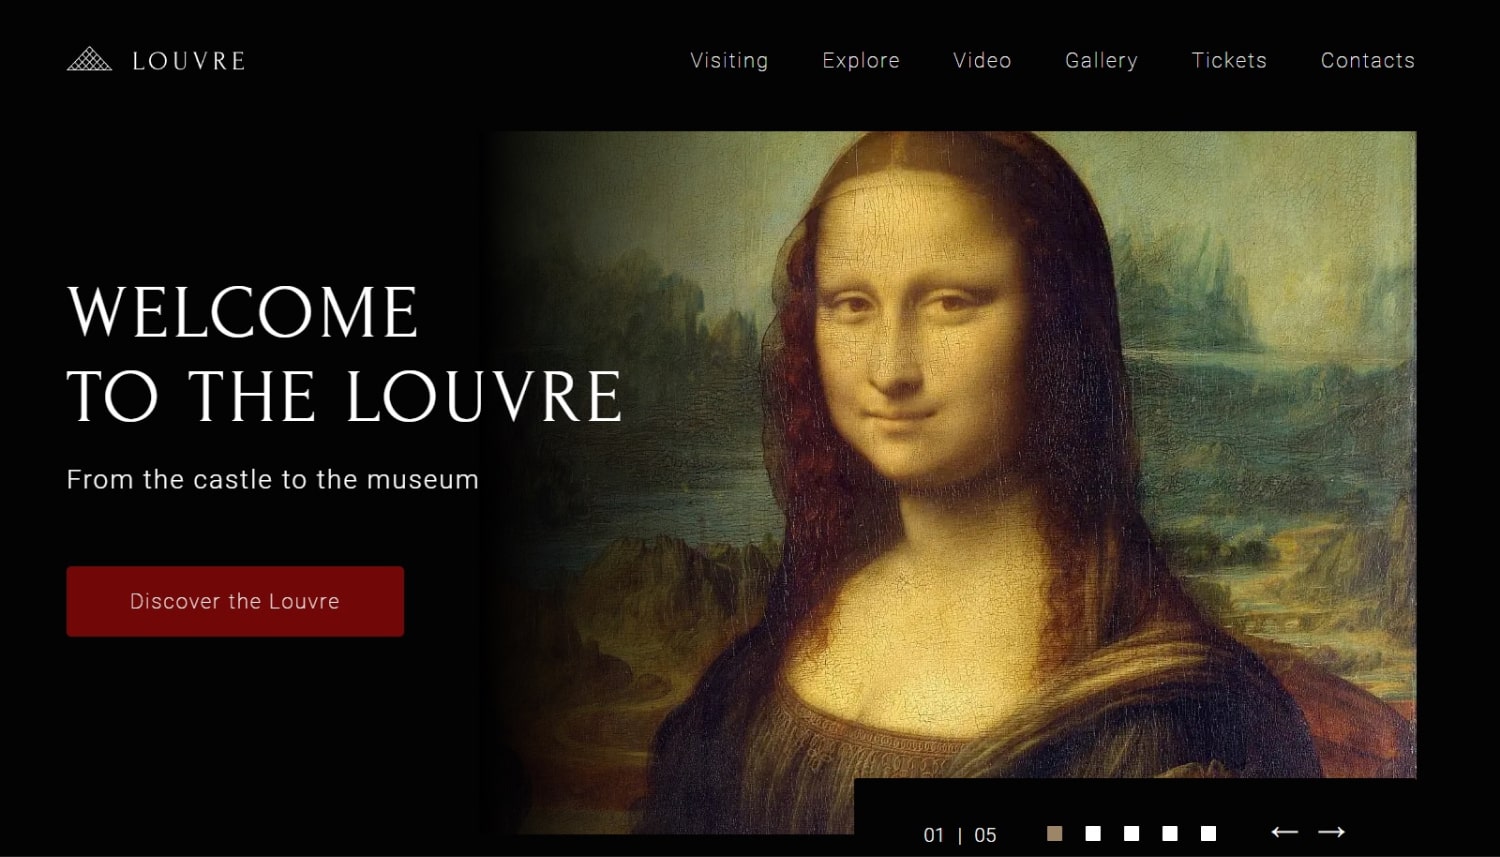 LOUVRE
Visiting Explore Video Gallery Tickets Contacts
WELCOME
TO THE LOUVRE
From the castle to the museum
Discover the Louvre
01 | 05